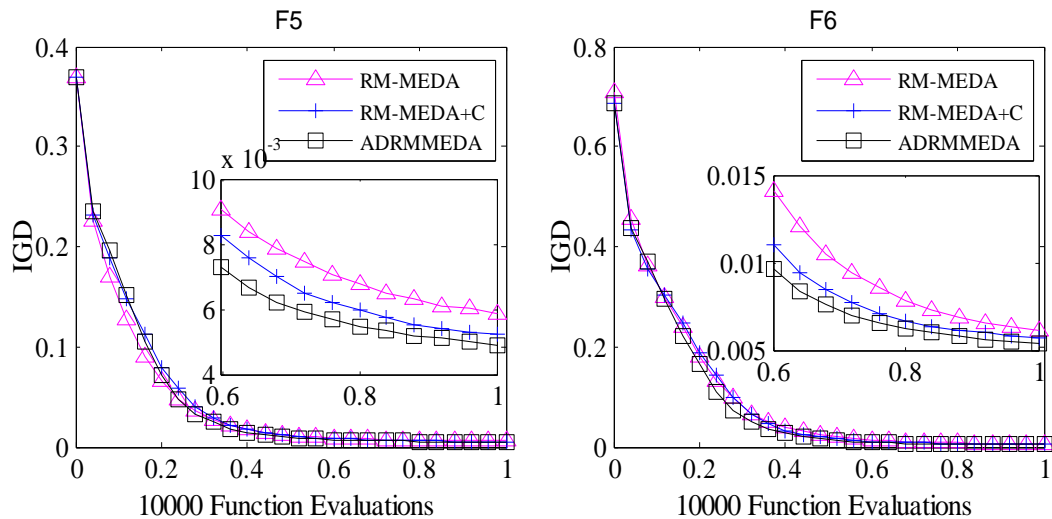 F5
0.4
0.3
0.2
0.1
0
IGD
RM-MEDA
RM-MEDA+C
ADRMMEDA
x 10
-3
10
8
6
4
0.6
0.8
1
0
0.2
0.4
0.6
0.8
1
10000 Function Evaluations
F6
0.8
0.6
0.4
0.2
0
IGD
RM-MEDA
RM-MEDA+C
ADRMMEDA
0.015
0.01
0.005
0.6
0.8
1
0
0.2
0.4
0.6
0.8
1
10000 Function Evaluations